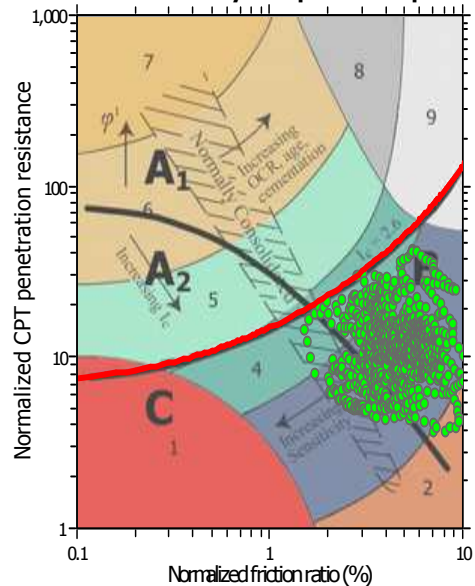 1,000
100
10
1
0.1
1
10
Normalized CPT penetration resistance
Normalized friction ratio (%)
7
8
9
φ'
A1
Normally Consolidated
Increasing
OCR, age,
cementation
6
A2
Increasing Ic
5
Ic = 2.6
4
C
1
Increasing
Sensitivity
2